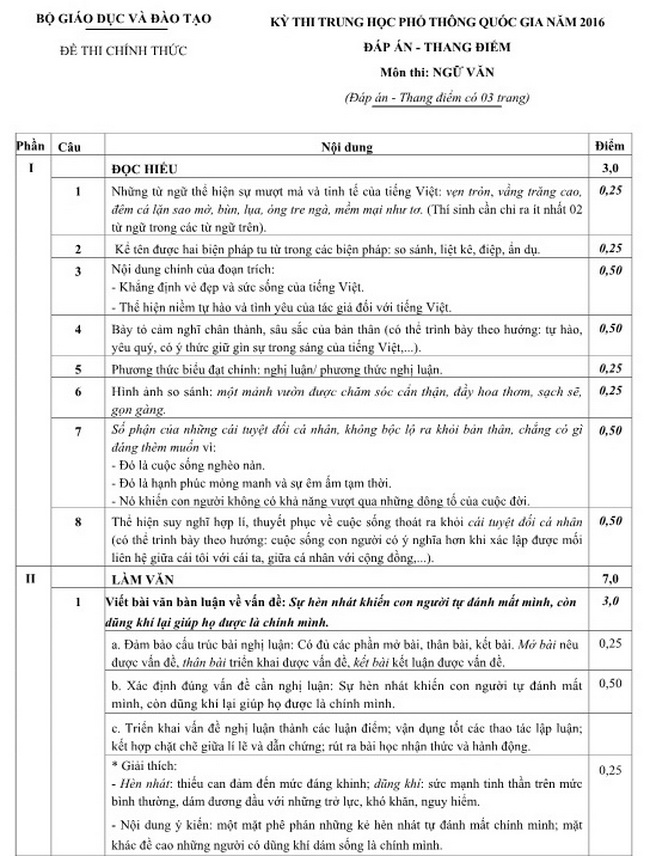 BỘ GIÁO DỤC VÀ ĐÀO TẠO
ĐỀ THI CHÍNH THỨC
KỲ THI TRUNG HỌC PHỔ THÔNG QUỐC GIA NĂM 2016
ĐÁP ÁN - THANG ĐIỂM
Môn thi: NGỮ VĂN
(Đáp án - Thang điểm có 03 trang)
Phần Câu Nội dung Điểm
I ĐỌC HIỂU 3,0
1 Những từ ngữ thể hiện sự mượt mà và tinh tế của tiếng Việt: vẹn tròn, vầng trăng cao, 0,25
đêm cá lặn sao mờ, bùn, lụa, óng tre ngà, mềm mại như tơ. (Thí sinh cần chỉ ra ít nhất 02
từ ngữ trong các từ ngữ trên).
2 Kể tên được hai biện pháp tu từ trong các biện pháp: so sánh, liệt kê, điệp, ẩn dụ. 0,25
3 Nội dung chính của đoạn trích: 0,50
- Khẳng định vẻ đẹp và sức sống của tiếng Việt.
- Thể hiện niềm tự hào và tình yêu của tác giả đối với tiếng Việt.
4 Bày tỏ cảm nghĩ chân thành, sâu sắc của bản thân (có thể trình bày theo hướng: tự hào, 0,50
yêu quý, có ý thức giữ gìn sự trong sáng của tiếng Việt,...).
5 Phương thức biểu đạt chính: nghị luận/ phương thức nghị luận. 0,25
6 Hình ảnh so sánh: một mảnh vườn được chăm sóc cẩn thận, đầy hoa thơm, sạch sẽ, 0,25
gọn gàng.
7 Số phận của những cái tuyệt đối cá nhân, không bộc lộ ra khỏi bản thân, chẳng có gì 0,50
đáng thèm muốn vì:
- Đó là cuộc sống nghèo nàn.
- Đó là hạnh phúc mỏng manh và sự êm ấm tạm thời.
- Nó khiến con người không có khả năng vượt qua những dông tố của cuộc đời.
8 Thể hiện suy nghĩ hợp lí, thuyết phục về cuộc sống thoát ra khỏi cái tuyệt đối cá nhân 0,50
(có thể trình bày theo hướng: cuộc sống con người có ý nghĩa hơn khi xác lập được mối
liên hệ giữa cái tôi với cái ta, giữa cá nhân với cộng đồng,...).
II LÀM VĂN 7,0
1 Viết bài văn bàn luận về vấn đề: Sự hèn nhát khiến con người tự đánh mất mình, còn 3,0
dũng khí lại giúp họ được là chính mình.
a. Đảm bảo cấu trúc bài nghị luận: Có đủ các phần mở bài, thân bài, kết bài. Mở bài nêu 0,25
được vấn đề, thân bài triển khai được vấn đề, kết bài kết luận được vấn đề.
b. Xác định đúng vấn đề cần nghị luận: Sự hèn nhát khiến con người tự đánh mất 0,50
mình, còn dũng khí lại giúp họ được là chính mình.
c. Triển khai vấn đề nghị luận thành các luận điểm; vận dụng tốt các thao tác lập luận;
kết hợp chặt chẽ giữa lí lẽ và dẫn chứng; rút ra bài học nhận thức và hành động.
* Giải thích: 0,25
- Hèn nhát: thiếu can đảm đến mức đáng khinh; dũng khí: sức mạnh tinh thần trên mức
bình thường, dám đương đầu với những trở lực, khó khăn, nguy hiểm.
- Nội dung ý kiến: một mặt phê phán những kẻ hèn nhát tự đánh mất chính mình; mặt
khác đề cao những người có dũng khí dám sống là chính mình.